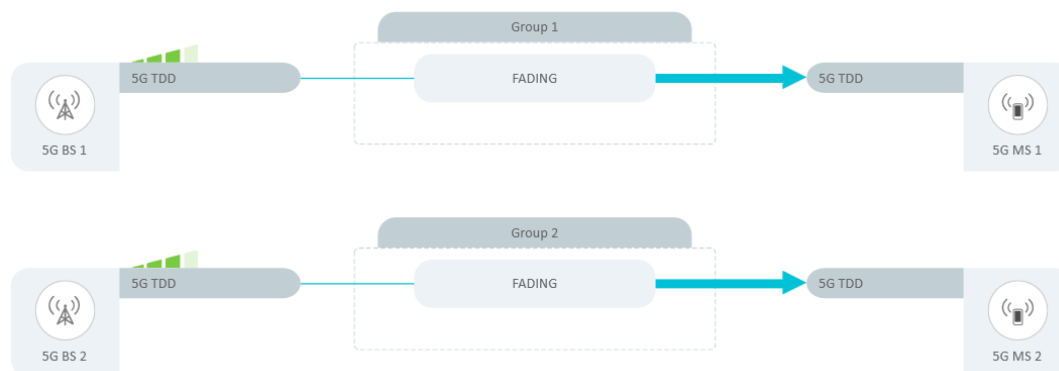 Group 1
5G TDD
FADING
5G TDD
5G BS 1
5G MS 1
Group 2
5G TDD
FADING
5G TDD
5G BS 2
5G MS 2